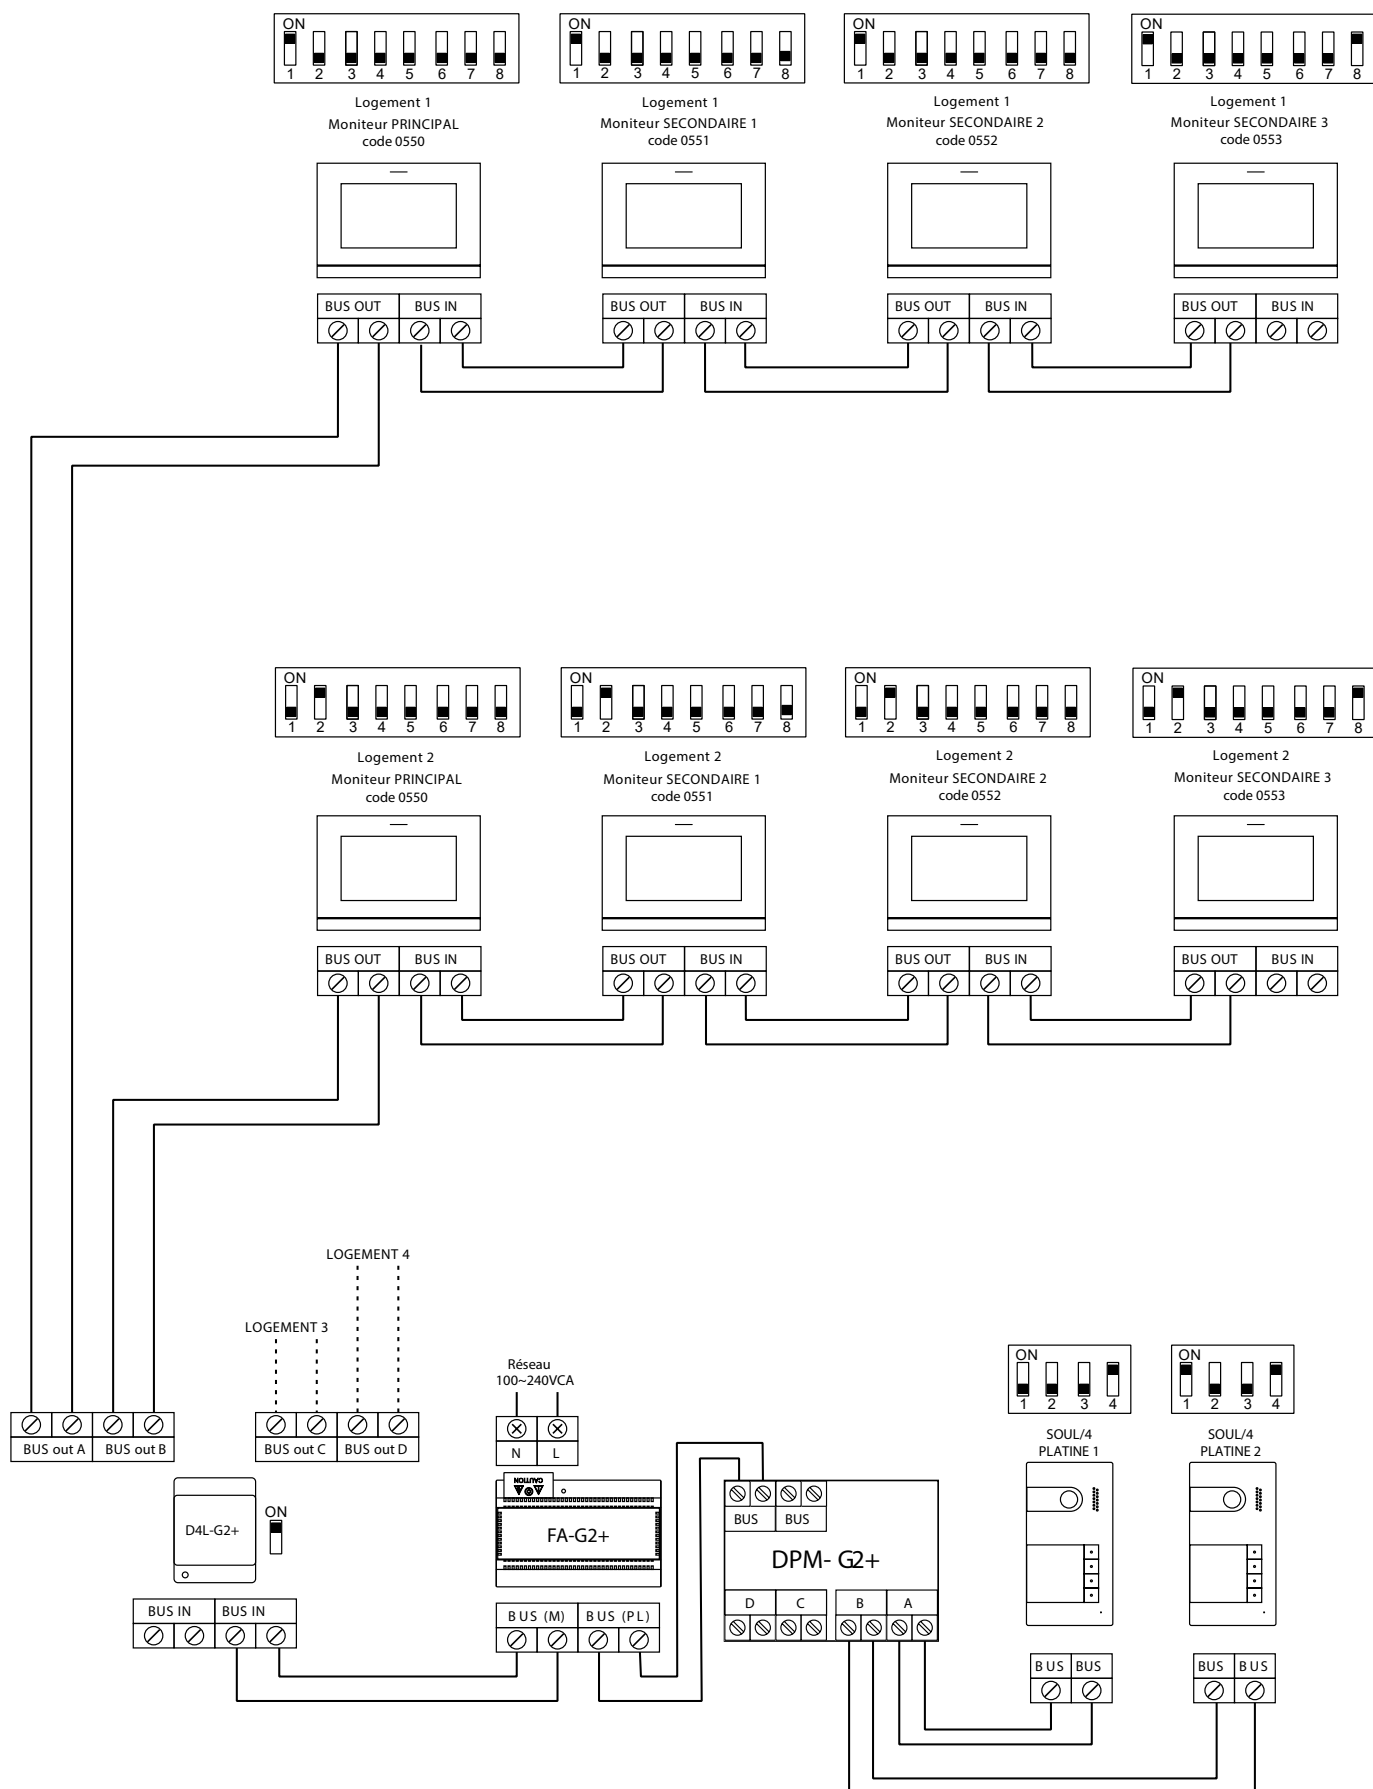 ON ON ON ON
1 2 3 4 5 6 7 8 1 2 3 4 5 6 7 8 1 2 3 4 5 6 7 8 1 2 3 4 5 6 7 8
Logement 1 Logement 1 Logement 1 Logement 1
Moniteur PRINCIPAL Moniteur SECONDAIRE 1 Moniteur SECONDAIRE 2 Moniteur SECONDAIRE 3
code 0550 code 0551 code 0552 code 0553
BUS OUT BUS IN BUS OUT BUS IN BUS OUT BUS IN BUS OUT BUS IN
ON ON ON ON
1 2 3 4 5 6 7 8 1 2 3 4 5 6 7 8 1 2 3 4 5 6 7 8 1 2 3 4 5 6 7 8
Logement 2 Logement 2 Logement 2 Logement 2
Moniteur PRINCIPAL Moniteur SECONDAIRE 1 Moniteur SECONDAIRE 2 Moniteur SECONDAIRE 3
code 0550 code 0551 code 0552 code 0553
BUS OUT BUS IN BUS OUT BUS IN BUS OUT BUS IN BUS OUT BUS IN
LOGEMENT 4
LOGEMENT 3
Réseau
100~240VCA
N L
ON ON
1 2 3 4 1 2 3 4
SOUL/4 SOUL/4
PLATINE 1 PLATINE 2
BUS out A BUS out B BUS out C BUS out D
CAUTION
D4L-G2+ ON FA-G2+
BUS BUS
DPM- G2+
D C B A
BUS IN BUS IN BUS (M) BUS (PL)
BUS BUS BUS BUS